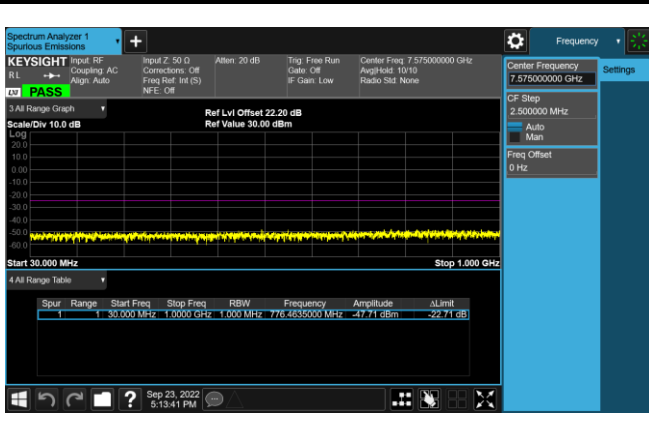 Spectrum Analyzer 1
Spurious Emissions
+
Frequency
KEYSIGHT
RL
LXI
PASS
Input: RF
Coupling: AC
Align: Auto
Input Z: 50 Ω
Corrections: Off
Freq Ref: Int (S)
NFE: Off
Atten: 20 dB
Trig: Free Run
Gate: Off
IF Gain: Low
Center Freq: 7.575000000 GHz
Avg|Hold: 10/10
Radio Std: None
Center Frequency
7.575000000 GHz
Settings
CF Step
2.500000 MHz
Auto
Man
Freq Offset
0 Hz
3 All Range Graph
Scale/Div 10.0 dB
Ref Lvl Offset 22.20 dB
Ref Value 30.00 dBm
Log
20.0
10.0
0.00
-10.0
-20.0
-30.0
-40.0
-50.0
-60.0
Start 30.000 MHz
Stop 1.000 GHz
4 All Range Table
Spur Range Start Freq Stop Freq RBW Frequency Amplitude ΔLimit
1 1 30.000 MHz 1.0000 GHz 1.000 MHz 776.4635000 MHz -47.71 dBm -22.71 dB
?
Sep 23, 2022
5:13:41 PM